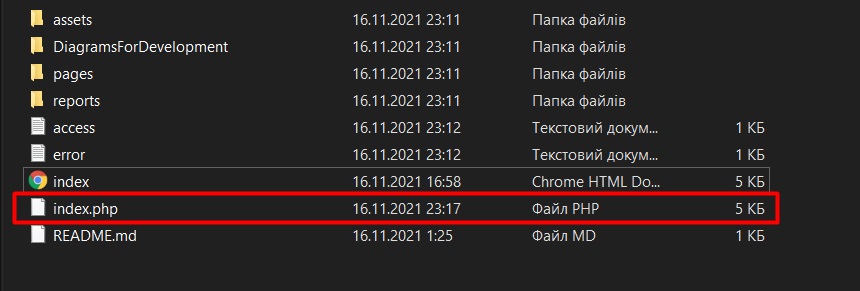 assets 16.11.2021 23:11 Папка файлів
DiagramsForDevelopment 16.11.2021 23:11 Папка файлів
pages 16.11.2021 23:11 Папка файлів
reports 16.11.2021 23:11 Папка файлів
access 16.11.2021 23:12 Текстовий докум... 1 КБ
error 16.11.2021 23:12 Текстовий докум... 1 КБ
index 16.11.2021 16:58 Chrome HTML Do... 5 КБ
index.php 16.11.2021 23:17 Файл PHP 5 КБ
README.md 16.11.2021 1:25 Файл MD 1 КБ